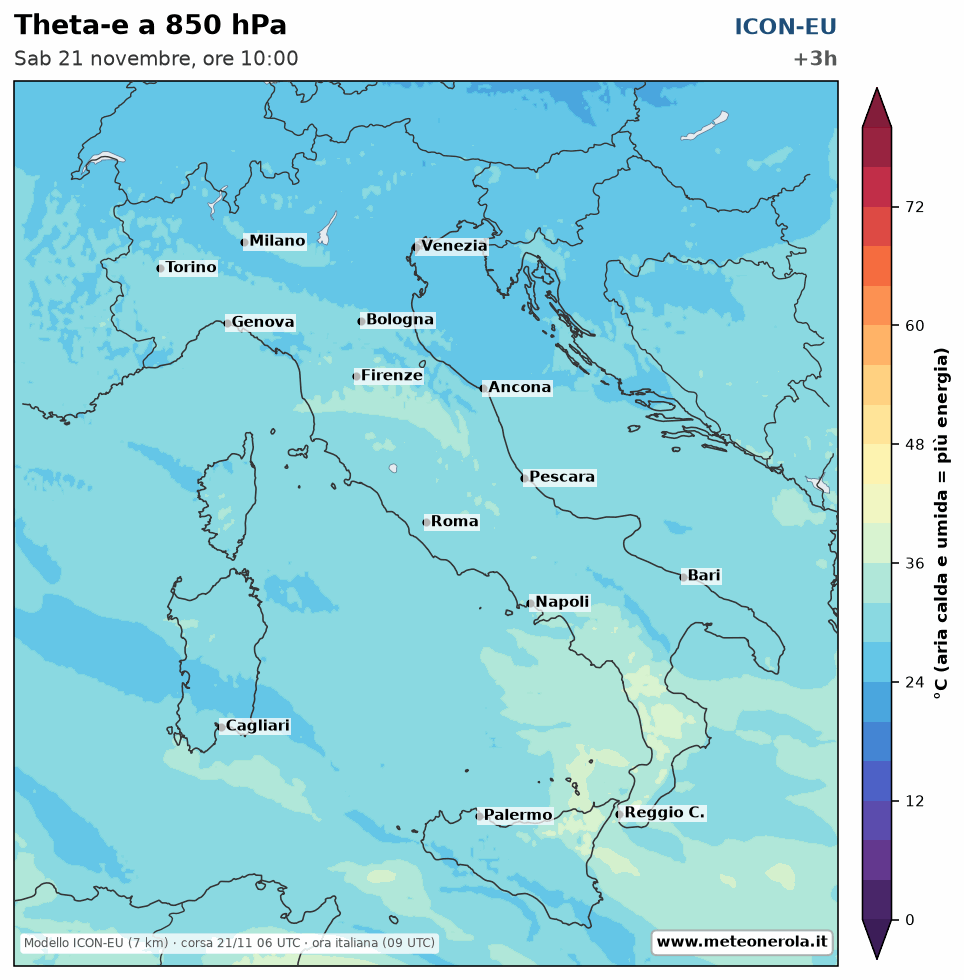 Theta-e a 850 hPa
ICON-EU
Sab 21 novembre, ore 10:00
+3h
Milano
Venezia
Torino
Genova
Bologna
Firenze
Ancona
Pescara
Roma
Bari
Napoli
Cagliari
Palermo
Reggio C.
72
60
48
36
24
12
0
°C (aria calda e umida = più energia)
Modello ICON-EU (7 km) · corsa 21/11 06 UTC · ora italiana (09 UTC)
www.meteonerola.it